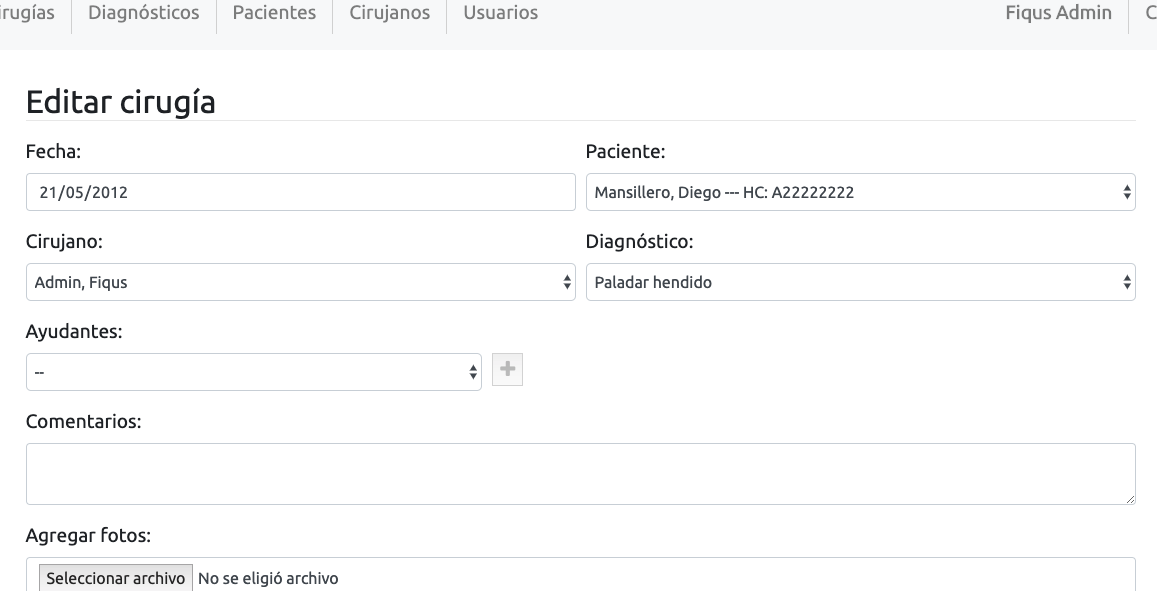 irugías Diagnósticos Pacientes Cirujanos Usuarios Fiqus Admin C
Editar cirugía
Fecha: Paciente:
21/05/2012 Mansillero, Diego --- HC: A22222222
Cirujano: Diagnóstico:
Admin, Fiqus Paladar hendido
Ayudantes:
--
Comentarios:
Agregar fotos:
Seleccionar archivo No se eligió archivo